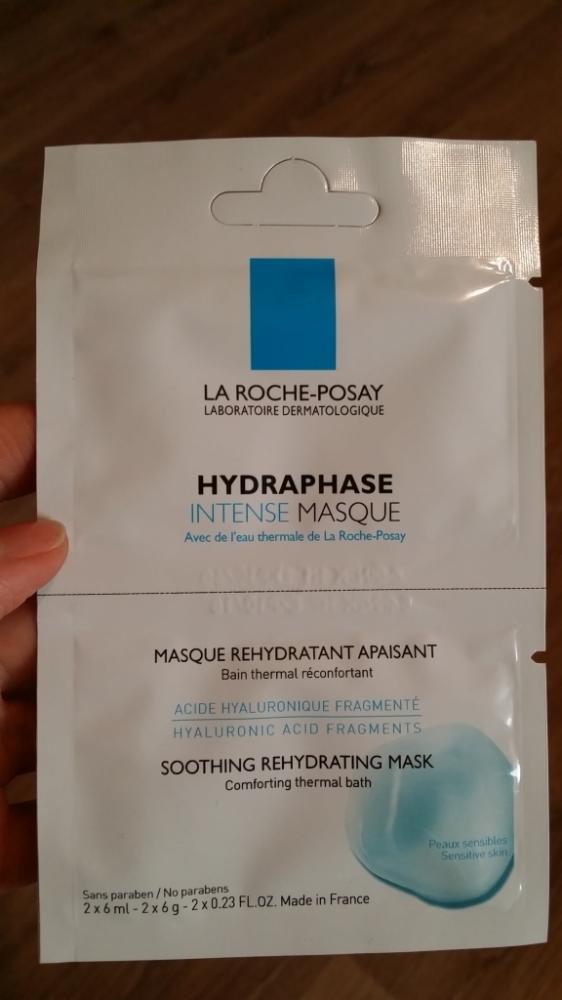 LA ROCHE-POSAY
LABORATOIRE DERMATOLOGIQUE
HYDRAPHASE
INTENSE MASQUE
Avec de l'eau thermale de La Roche-Posay
MASQUE REHYDRATANT APAISANT
Bain thermal réconfortant
ACIDE HYALURONIQUE FRAGMENTÉ
HYALURONIC ACID FRAGMENTS
SOOTHING REHYDRATING MASK
Comforting thermal bath
Peaux sensibles
Sensitive skin
Sans paraben / No parabens
2 x 6 ml - 2 x 6 g - 2 x 0.23 FL.OZ. Made in France